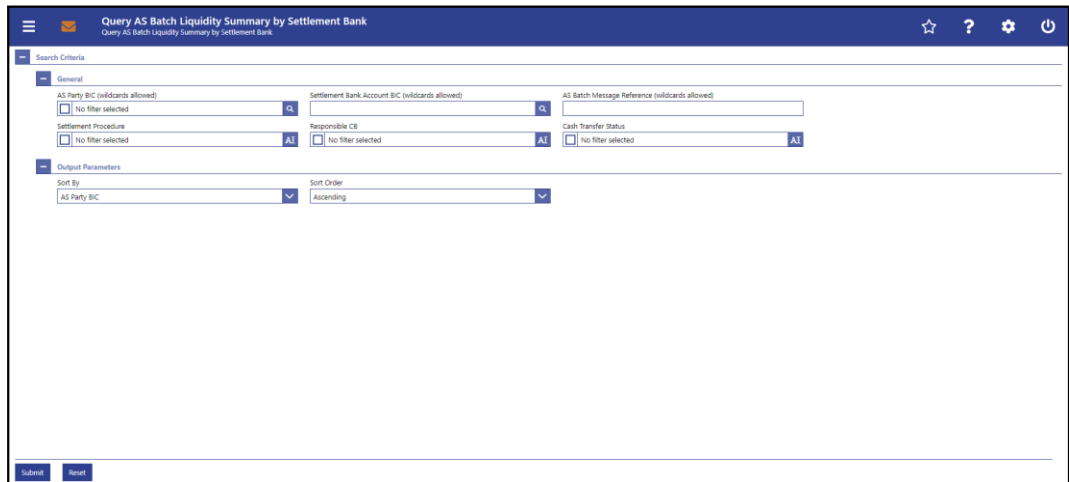 Query AS Batch Liquidity Summary by Settlement Bank
Query AS Batch Liquidity Summary by Settlement Bank
Search Criteria
General
AS Party BIC (wildcards allowed) Settlement Bank Account BIC (wildcards allowed) AS Batch Message Reference (wildcards allowed)
No filter selected
Settlement Procedure Responsible CB Cash Transfer Status
No filter selected AI No filter selected AI No filter selected AI
Output Parameters
Sort By Sort Order
AS Party BIC Ascending
Submit Reset